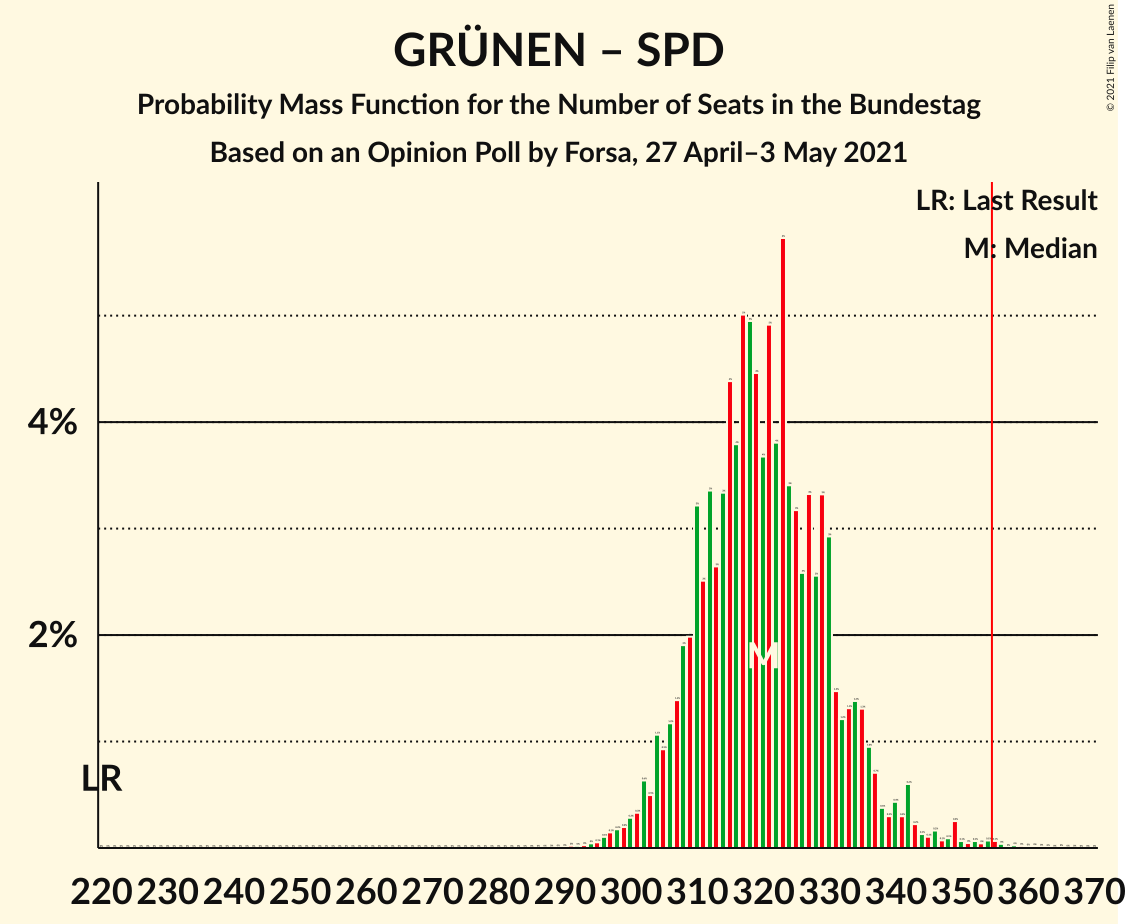 GRÜNEN – SPD
Probability Mass Function for the Number of Seats in the Bundestag
Based on an Opinion Poll by Forsa, 27 April–3 May 2021
© 2021 Filip van Laenen
LR: Last Result
M: Median
4%
2%
M
LR
220 230 240 250 260 270 280 290 300 310 320 330 340 350 360 370